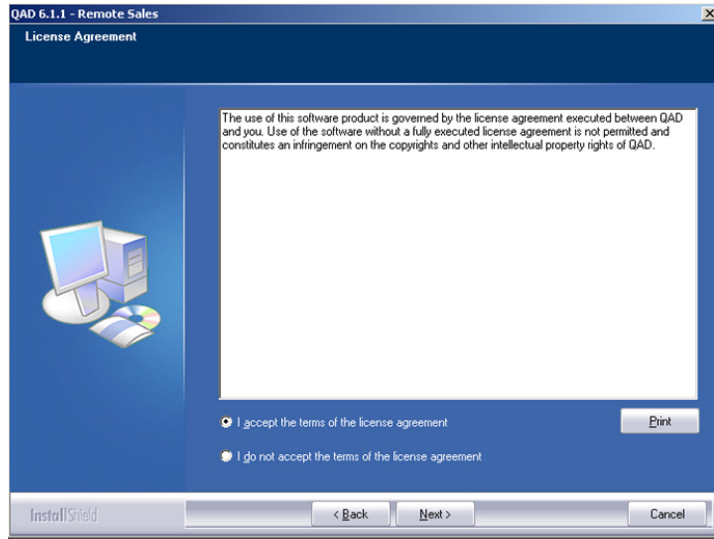 QAD 6.1.1 - Remote Sales
License Agreement
The use of this software product is governed by the license agreement executed between QAD
and you. Use of the software without a fully executed license agreement is not permitted and
constitutes an infringement on the copyrights and other intellectual property rights of QAD.
I accept the terms of the license agreement
Print
I do not accept the terms of the license agreement
InstallShield
< Back
Next >
Cancel